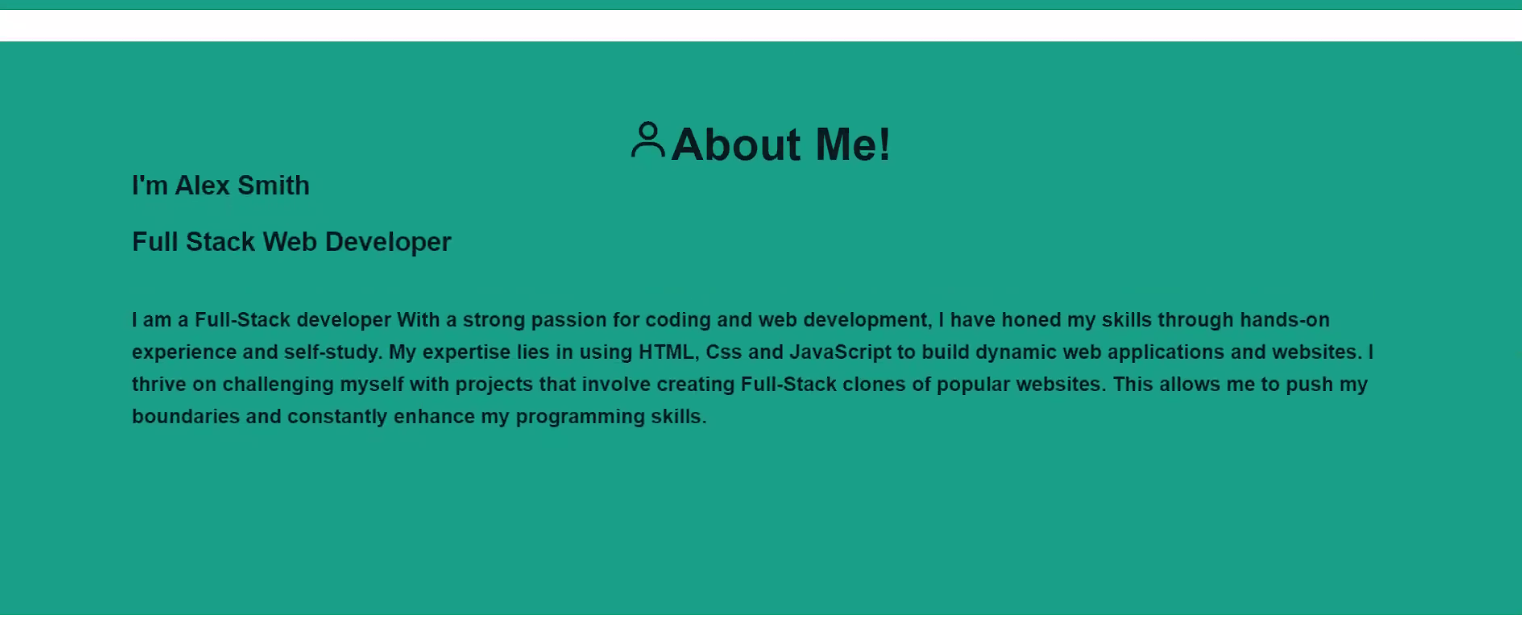 About Me!
I'm Alex Smith
Full Stack Web Developer
I am a Full-Stack developer With a strong passion for coding and web development, I have honed my skills through hands-on
experience and self-study. My expertise lies in using HTML, Css and JavaScript to build dynamic web applications and websites. I
thrive on challenging myself with projects that involve creating Full-Stack clones of popular websites. This allows me to push my
boundaries and constantly enhance my programming skills.